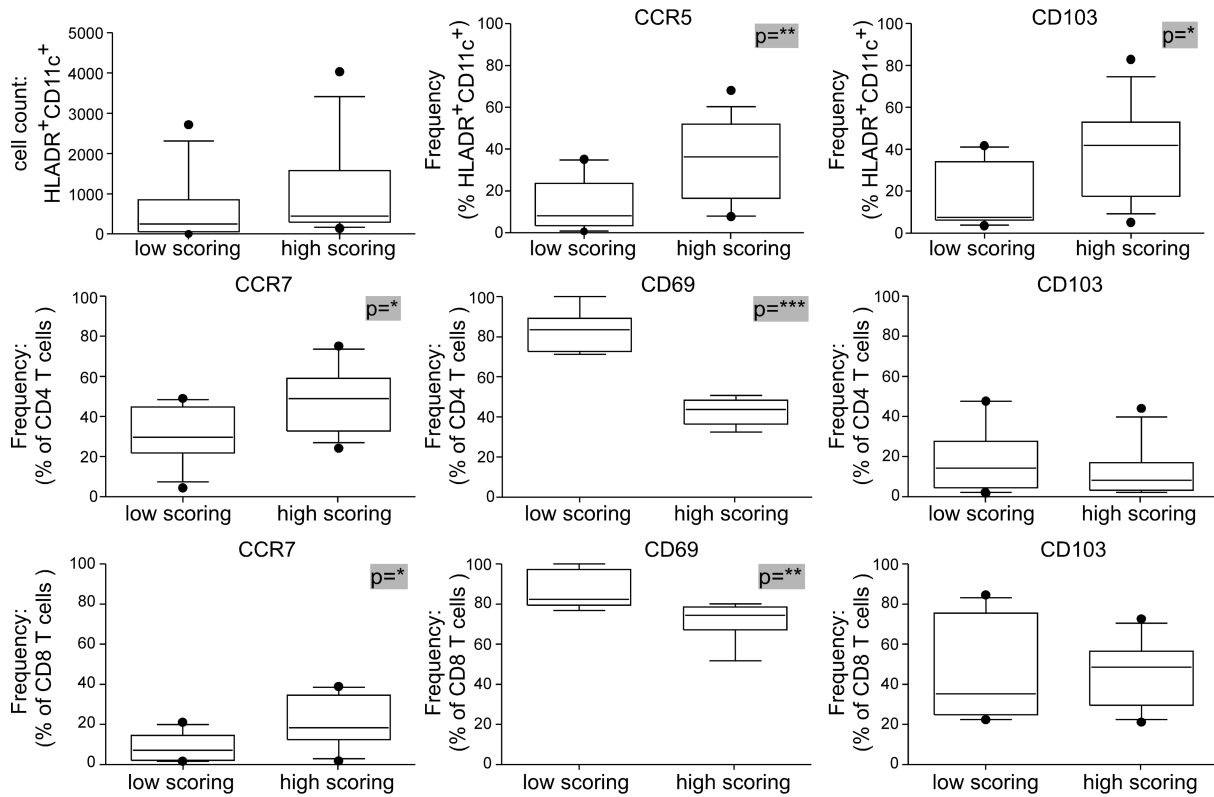 cell count:
HLADR⁺CD11c⁺
5000
4000
3000
2000
1000
0
low scoring
high scoring
CCR5
p=**
Frequency
(% HLADR⁺CD11c⁺)
100
80
60
40
20
0
low scoring
high scoring
CD103
p=*
Frequency
(% HLADR⁺CD11c⁺)
100
80
60
40
20
0
low scoring
high scoring
CCR7
p=*
Frequency:
(% of CD4 T cells )
100
80
60
40
20
0
low scoring
high scoring
CD69
p=***
Frequency:
(% of CD4 T cells )
100
80
60
40
20
0
low scoring
high scoring
CD103
Frequency:
(% of CD4 T cells )
100
80
60
40
20
0
low scoring
high scoring
CCR7
p=*
Frequency:
(% of CD8 T cells )
100
80
60
40
20
0
low scoring
high scoring
CD69
p=**
Frequency:
(% of CD8 T cells )
100
80
60
40
20
0
low scoring
high scoring
CD103
Frequency:
(% of CD8 T cells )
100
80
60
40
20
0
low scoring
high scoring